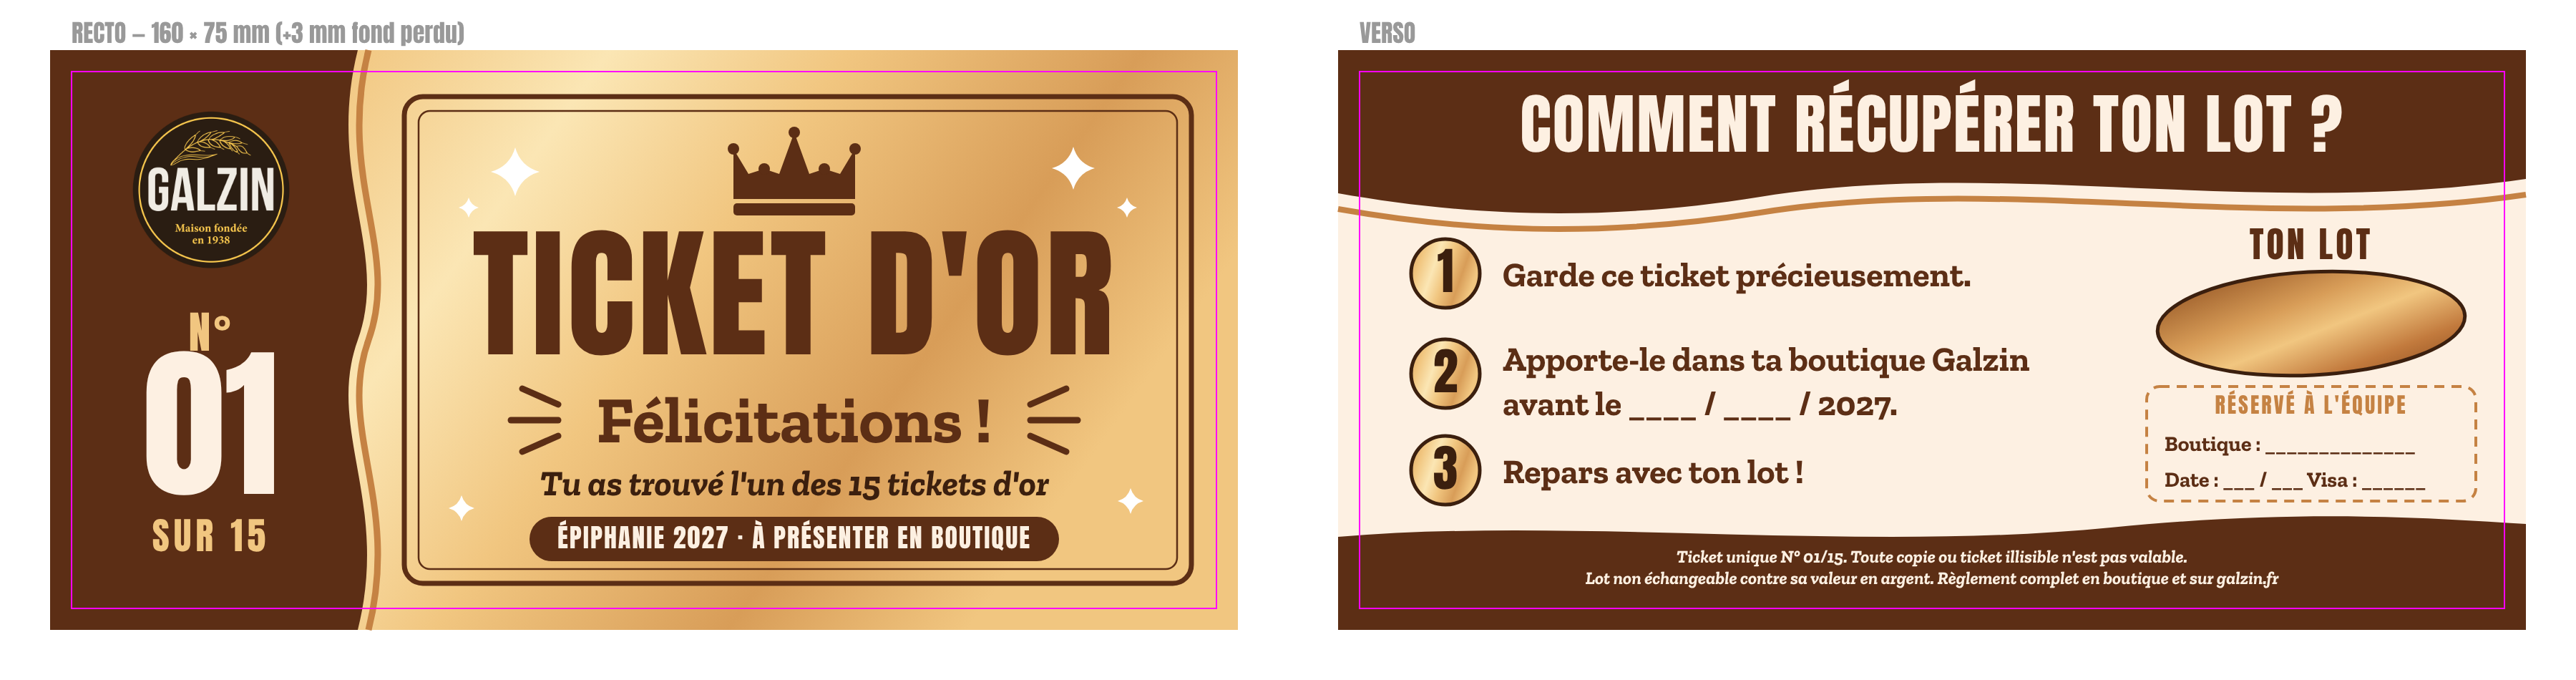 RECTO – 160 × 75 mm (+3 mm fond perdu)
GALZIN
Maison fondée
en 1938
N°
01
SUR 15
TICKET D'OR
Félicitations !
Tu as trouvé l'un des 15 tickets d'or
ÉPIPHANIE 2027 · À PRÉSENTER EN BOUTIQUE
VERSO
COMMENT RÉCUPÉRER TON LOT ?
1 Garde ce ticket précieusement.
2 Apporte-le dans ta boutique Galzin
avant le ____ / ____ / 2027.
3 Repars avec ton lot !
TON LOT
RÉSERVÉ À L'ÉQUIPE
Boutique : ______________
Date : ___ / ___ Visa : ______
Ticket unique N° 01/15. Toute copie ou ticket illisible n'est pas valable.
Lot non échangeable contre sa valeur en argent. Règlement complet en boutique et sur galzin.fr